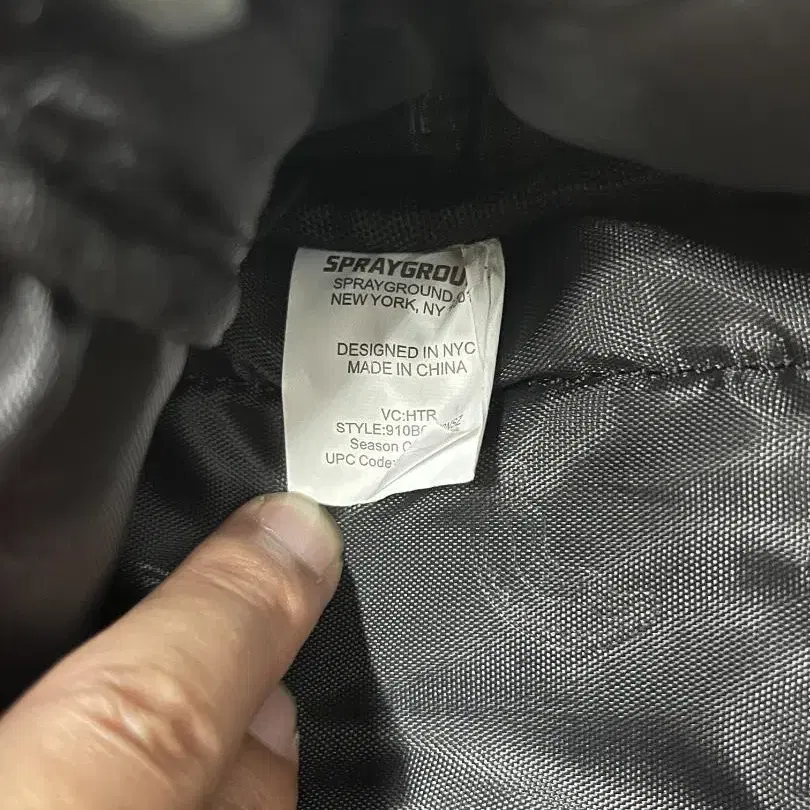 SPRAYGROU
SPRAYGROUND.
NEW YORK, NY
DESIGNED IN NYC
MADE IN CHINA
VC:HTR
STYLE:910B
Season
UPC Code: